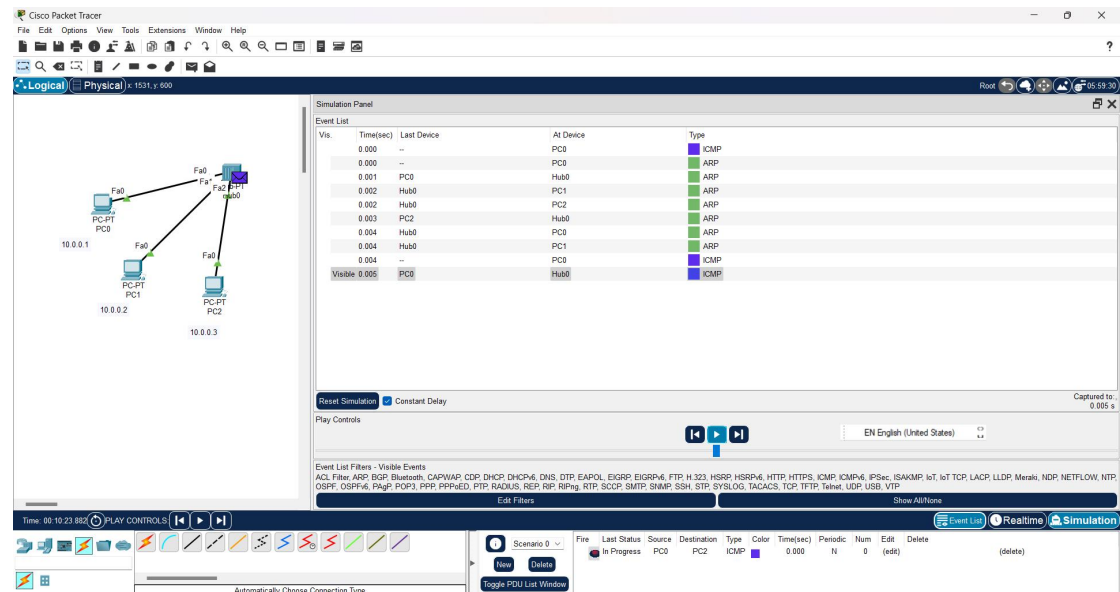 Cisco Packet Tracer
File Edit Options View Tools Extensions Window Help
?
Logical Physical x: 1531, y: 600 Root 05:59:30
Simulation Panel
Event List
Vis. Time(sec) Last Device At Device Type
0.000 -- PC0 ICMP
0.000 -- PC0 ARP
0.001 PC0 Hub0 ARP
0.002 Hub0 PC1 ARP
0.002 Hub0 PC2 ARP
0.003 PC2 Hub0 ARP
0.004 Hub0 PC0 ARP
0.004 Hub0 PC1 ARP
0.004 -- PC0 ICMP
Visible 0.005 PC0 Hub0 ICMP
Fa0
Fa*
Fa2
Fa0
PC-PT
PC0
10.0.0.1
Fa0
PC-PT
PC1
10.0.0.2
Fa0
PC-PT
PC2
10.0.0.3
Reset Simulation Constant Delay Captured to:
0.005 s
Play Controls
EN English (United States)
Event List Filters - Visible Events
ACL Filter, ARP, BGP, Bluetooth, CAPWAP, CDP, DHCP, DHCPv6, DNS, DTP, EAPOL, EIGRP, EIGRPv6, FTP, H.323, HSRP, HSRPv6, HTTP, HTTPS, ICMP, ICMPv6, IPSec, ISAKMP, IoT, IoT TCP, LACP, LLDP, Meraki, NDP, NETFLOW, NTP,
OSPF, OSPFv6, PAgP, POP3, PPP, PPPoED, PTP, RADIUS, REP, RIP, RIPng, RTP, SCCP, SMTP, SNMP, SSH, STP, SYSLOG, TACACS, TCP, TFTP, Telnet, UDP, USB, VTP
Edit Filters Show All/None
Time: 00:10:23.882 PLAY CONTROLS: Event List Realtime Simulation
Scenario 0
New Delete
Toggle PDU List Window
Fire Last Status Source Destination Type Color Time(sec) Periodic Num Edit Delete
In Progress PC0 PC2 ICMP 0.000 N 0 (edit) (delete)
Automatically Choose Connection Type